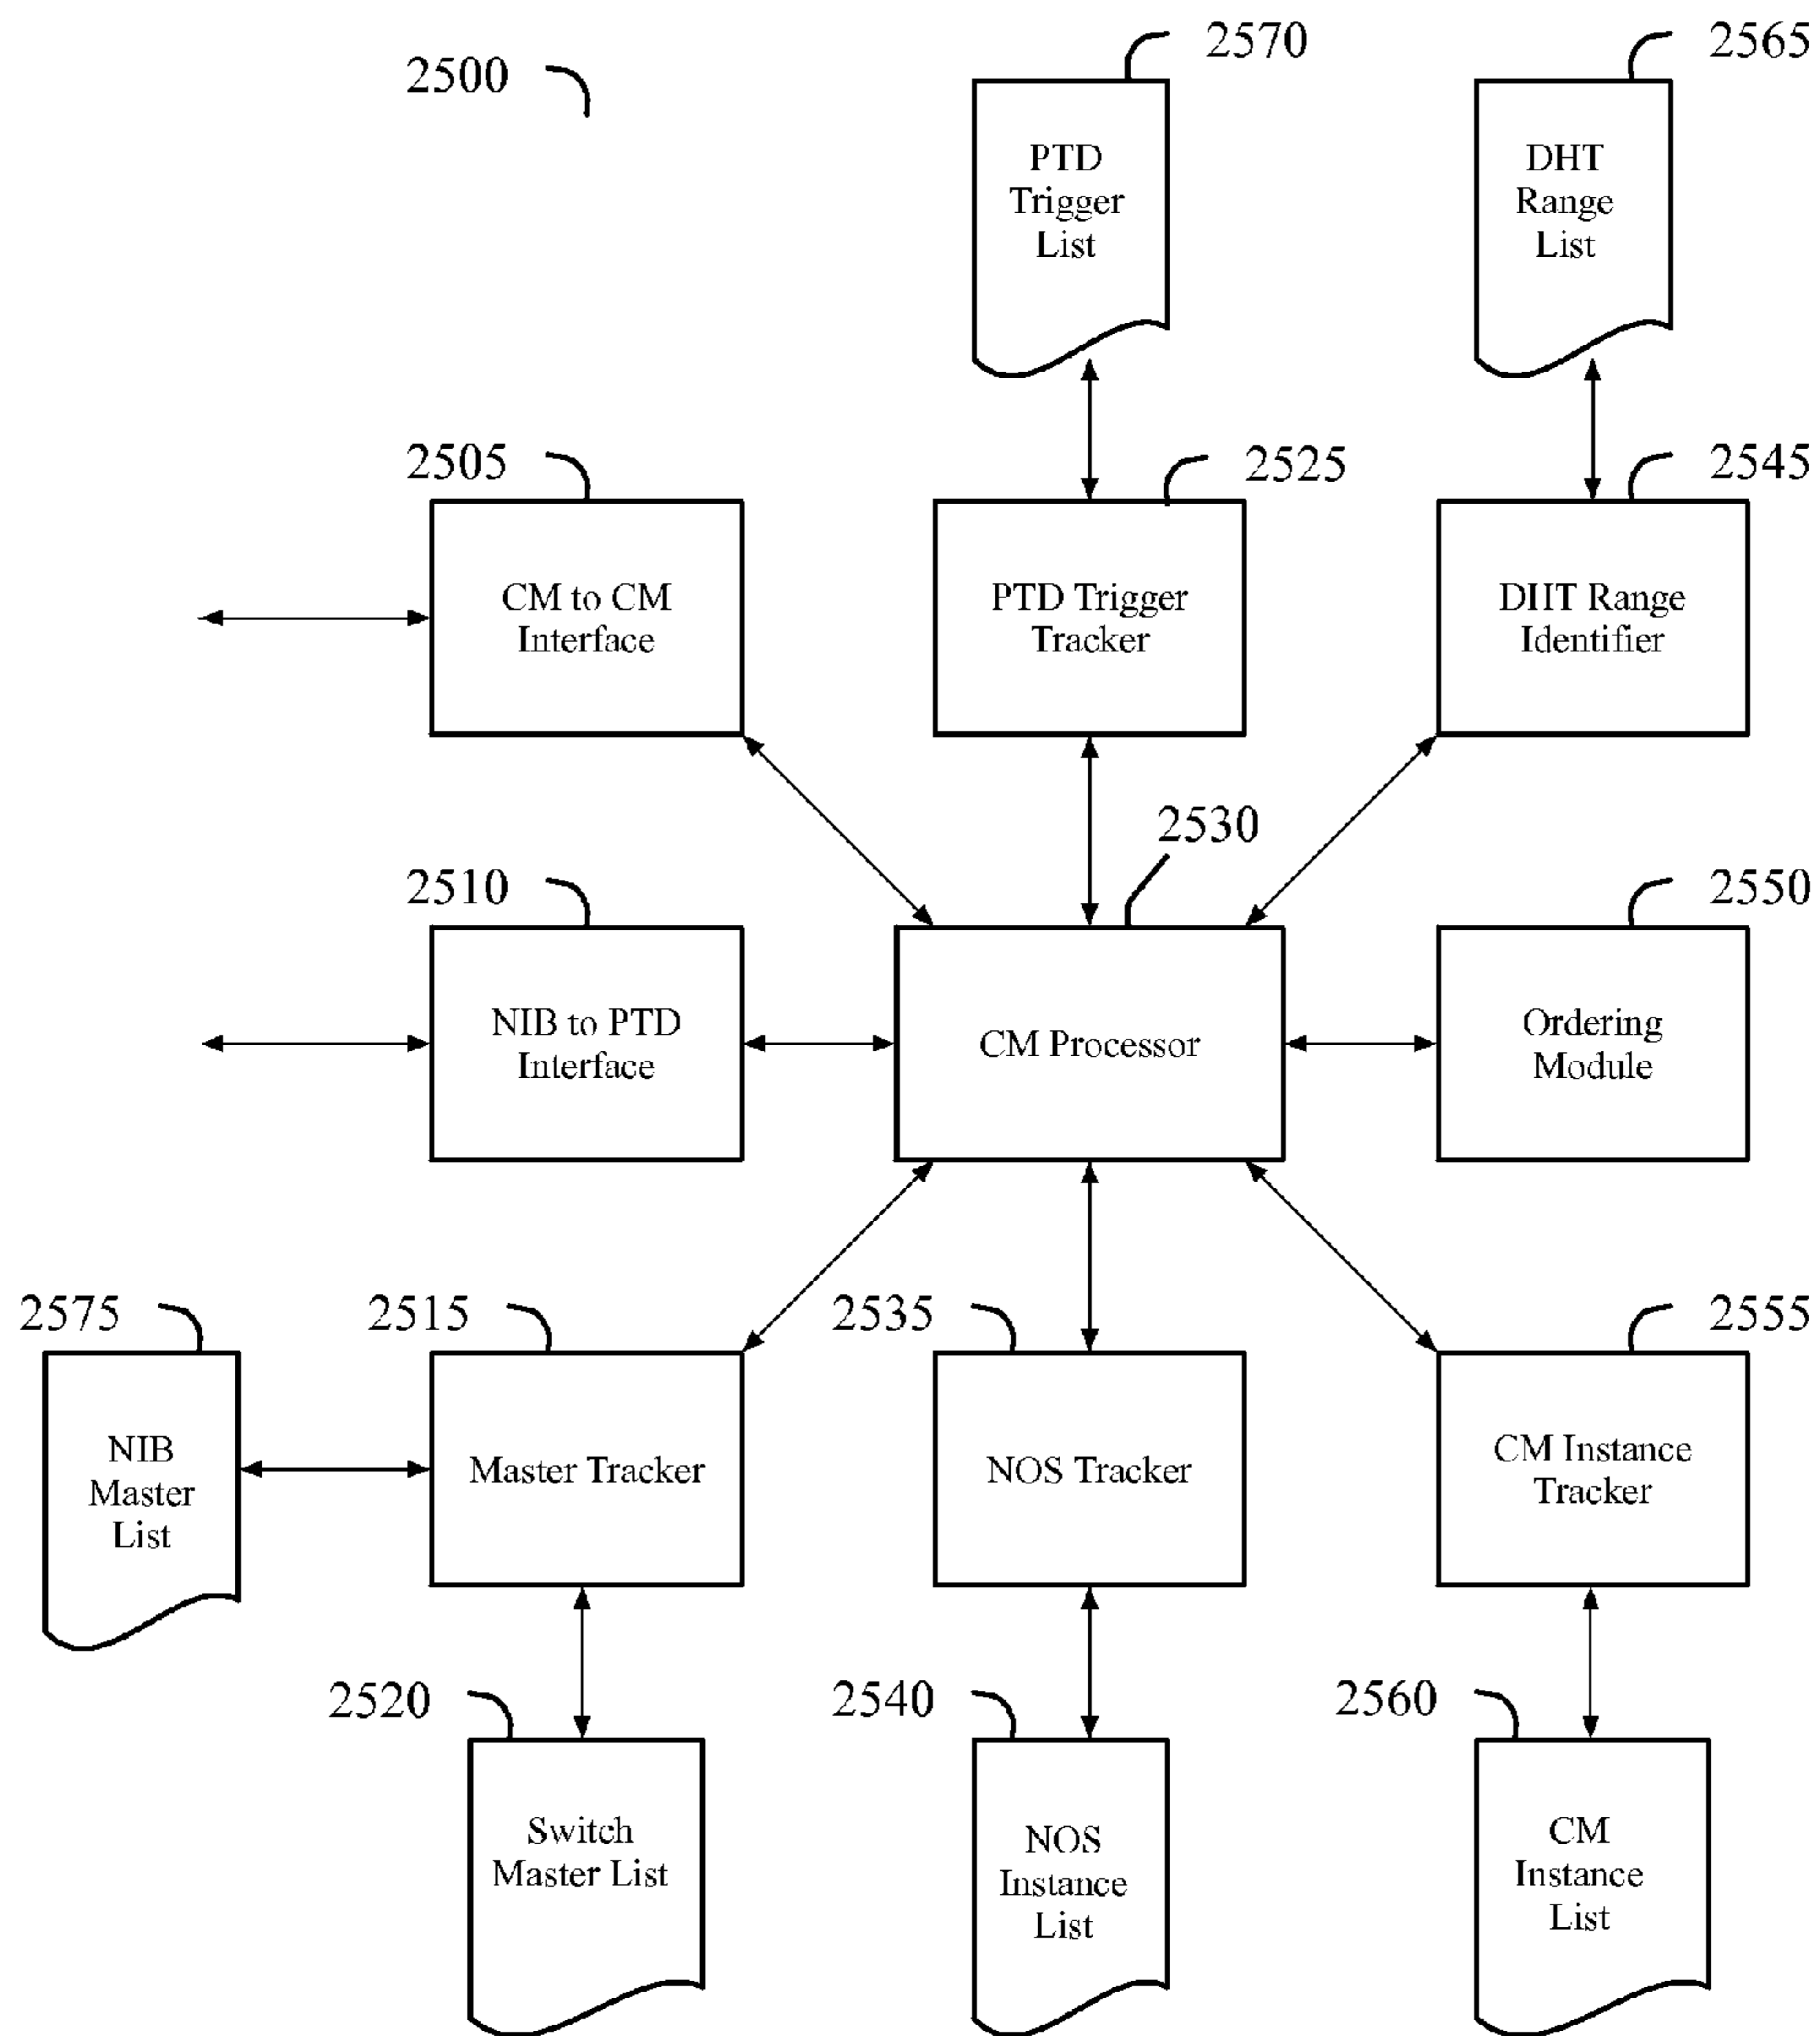 2500
2570
2565
PTD
Trigger
List
DHT
Range
List
2505
2525
2545
CM to CM
Interface
PTD Trigger
Tracker
DHT Range
Identifier
2530
2510
2550
NIB to PTD
Interface
CM Processor
Ordering
Module
2575
2515
2535
2555
NIB
Master
List
Master Tracker
NOS Tracker
CM Instance
Tracker
2520
2540
2560
Switch
Master List
NOS
Instance
List
CM
Instance
List